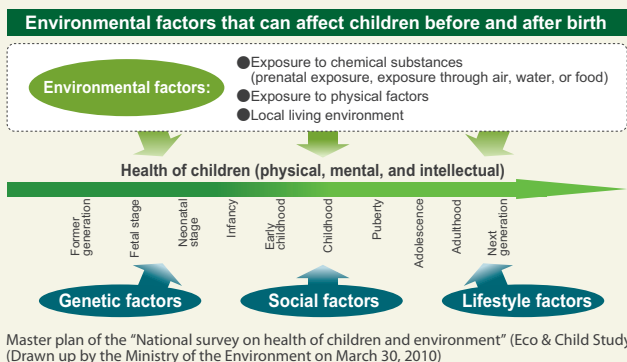 Environmental factors that can affect children before and after birth
Environmental factors:
●Exposure to chemical substances
(prenatal exposure, exposure through air, water, or food)
●Exposure to physical factors
●Local living environment
Health of children (physical, mental, and intellectual)
Former
generation
Fetal stage
Neonatal
stage
Infancy
Early
childhood
Childhood
Puberty
Adolescence
Adulthood
Next
generation
Genetic factors
Social factors
Lifestyle factors
Master plan of the “National survey on health of children and environment” (Eco & Child Study
(Drawn up by the Ministry of the Environment on March 30, 2010)